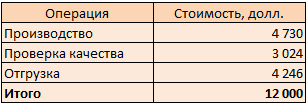 Операция Стоимость, долл.
Производство 4 730
Проверка качества 3 024
Отгрузка 4 246
Итого 12 000